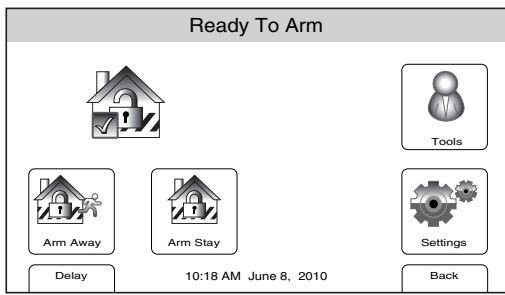 Ready To Arm
Tools
Arm Away
Arm Stay
Settings
Delay
10:18 AM June 8, 2010
Back